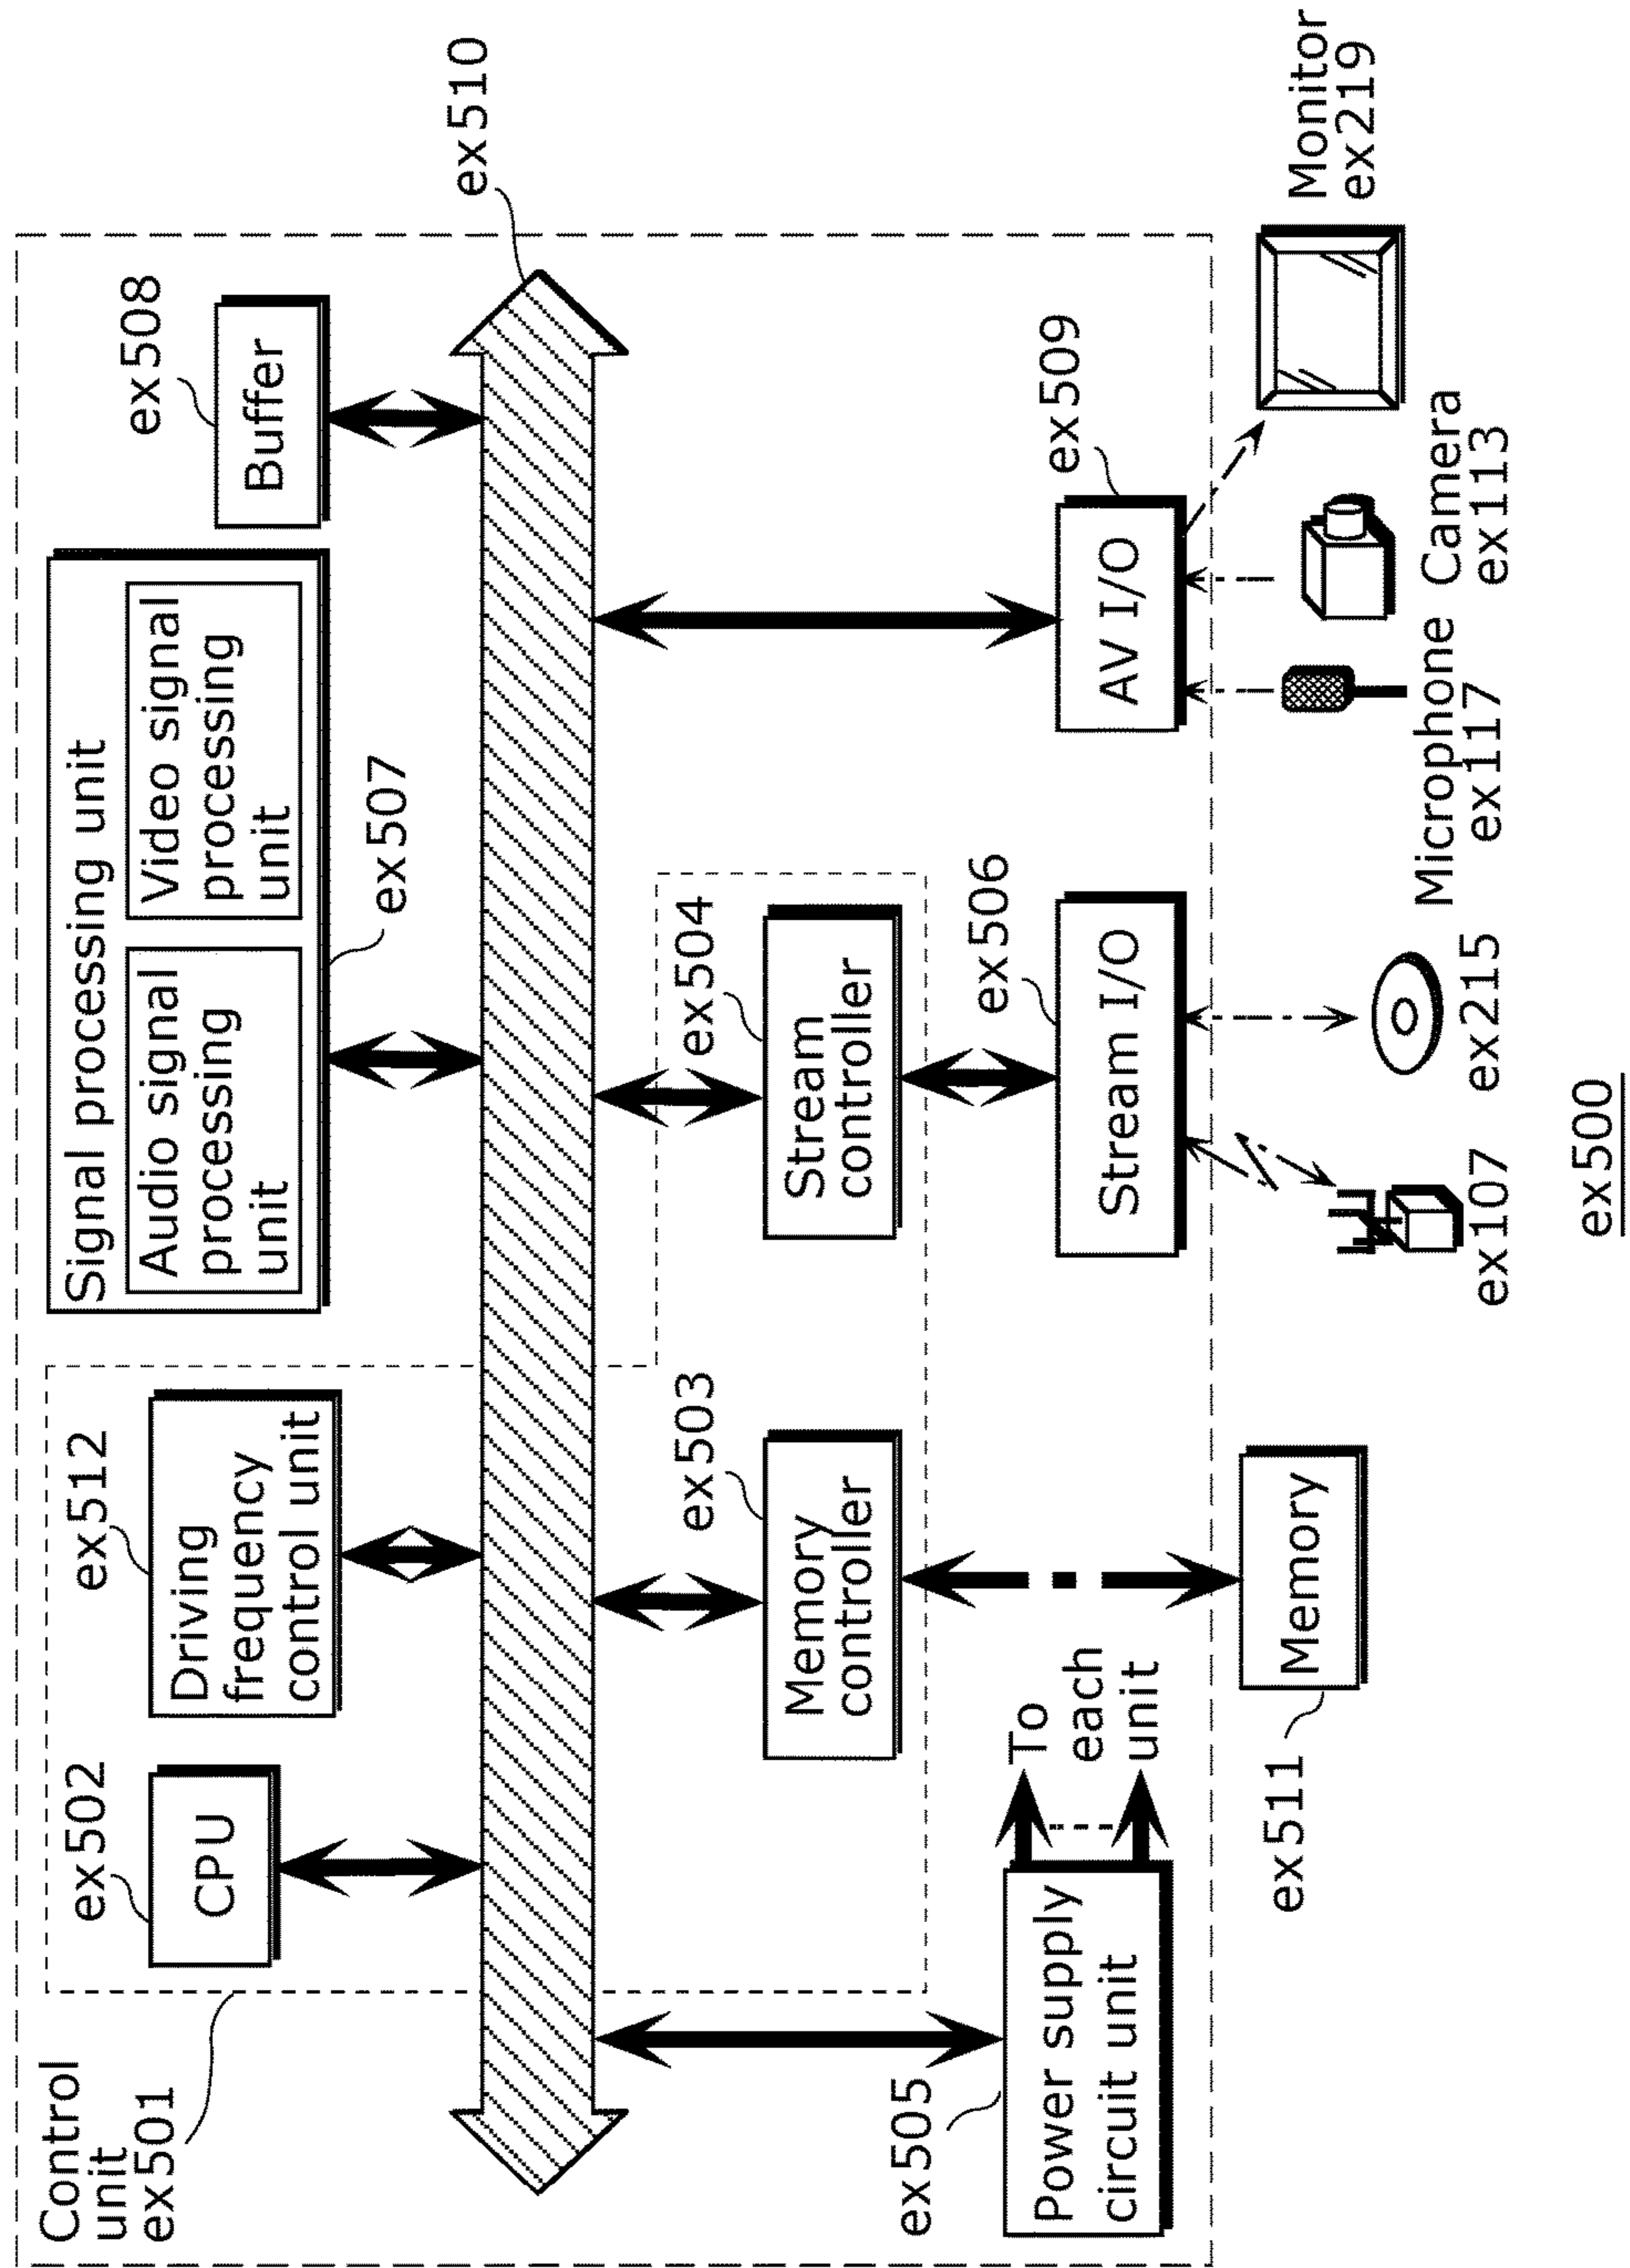 Control
unit
ex501
ex502
CPU
ex512
Driving
frequency
control unit
Signal processing unit
Audio signal
processing
unit
Video signal
processing
unit
ex507
ex508
Buffer
ex510
ex503
Memory
controller
ex504
Stream
controller
ex505
Power supply
circuit unit
To
each
unit
ex506
Stream I/O
ex509
AV I/O
ex511
Memory
ex107
ex215
Microphone
ex117
Camera
ex113
Monitor
ex219
ex500